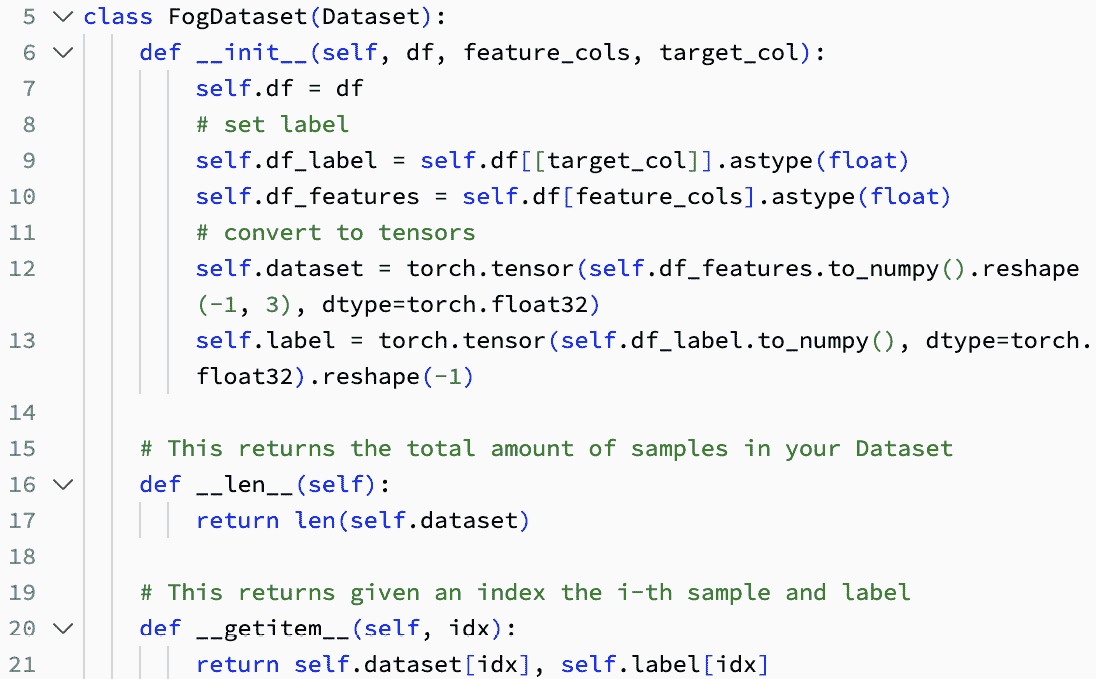 5 class FogDataset(Dataset):
6 def __init__(self, df, feature_cols, target_col):
7 self.df = df
8 # set label
9 self.df_label = self.df[[target_col]].astype(float)
10 self.df_features = self.df[feature_cols].astype(float)
11 # convert to tensors
12 self.dataset = torch.tensor(self.df_features.to_numpy().reshape
(-1, 3), dtype=torch.float32)
13 self.label = torch.tensor(self.df_label.to_numpy(), dtype=torch.
float32).reshape(-1)
14
15 # This returns the total amount of samples in your Dataset
16 def __len__(self):
17 return len(self.dataset)
18
19 # This returns given an index the i-th sample and label
20 def __getitem__(self, idx):
21 return self.dataset[idx], self.label[idx]